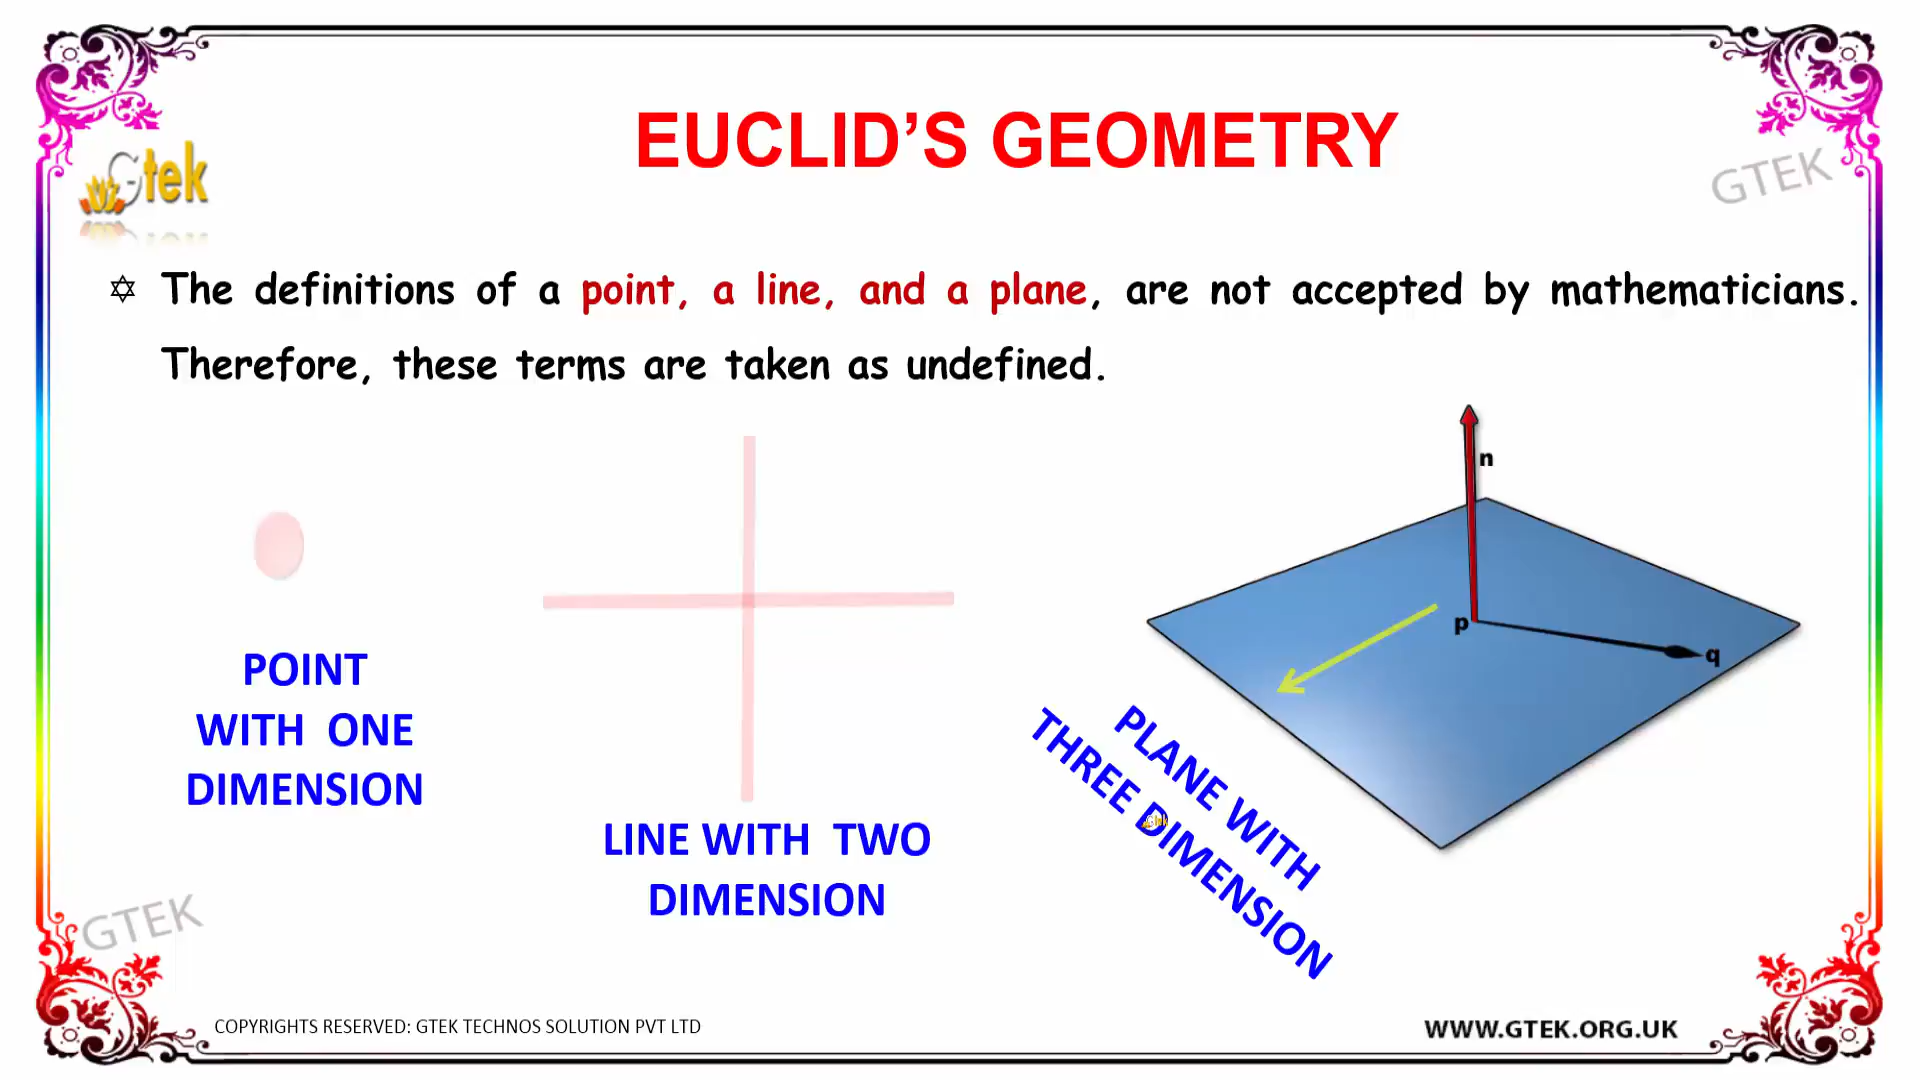 EUCLID’S GEOMETRY
Gtek
GTEK
✡ The definitions of a point, a line, and a plane, are not accepted by mathematicians.
Therefore, these terms are taken as undefined.
n
p
q
POINT
WITH ONE
DIMENSION
LINE WITH TWO
DIMENSION
PLANE WITH
THREE DIMENSION
Gtek
GTEK
COPYRIGHTS RESERVED: GTEK TECHNOS SOLUTION PVT LTD
WWW.GTEK.ORG.UK